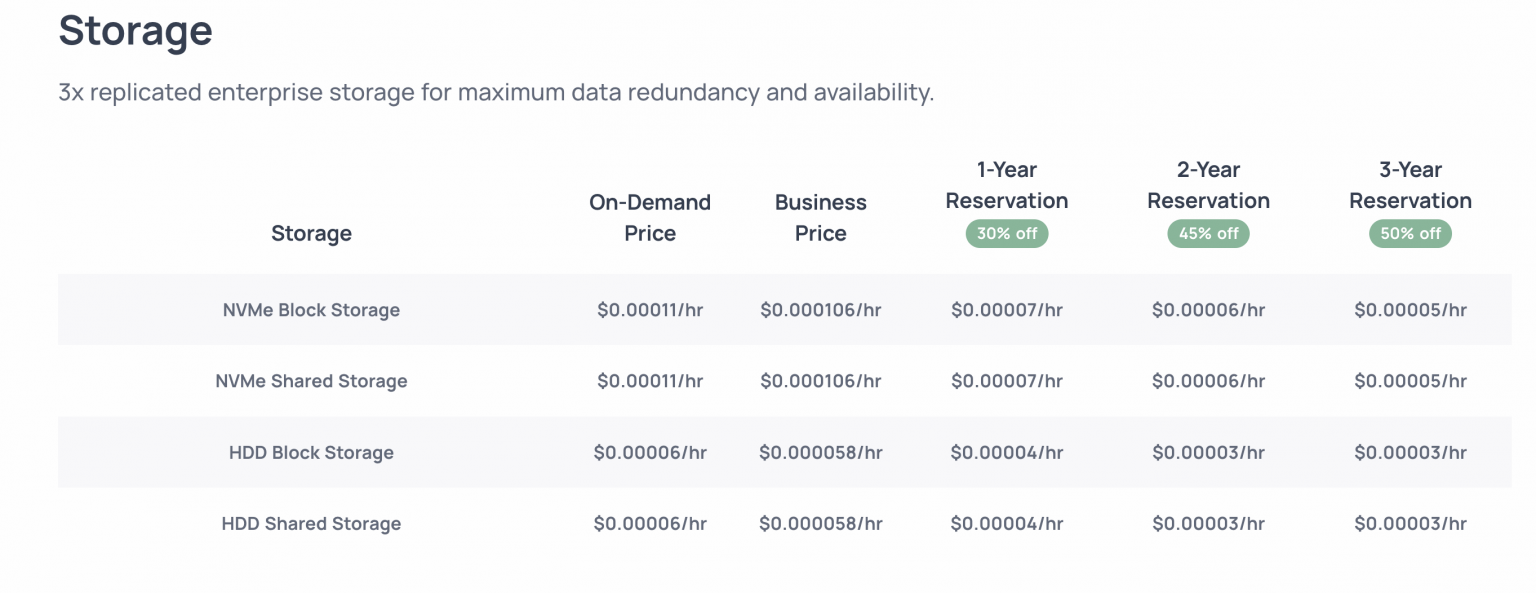 Storage
3x replicated enterprise storage for maximum data redundancy and availability.
Storage
On-Demand
Price
Business
Price
1-Year
Reservation
30% off
2-Year
Reservation
45% off
3-Year
Reservation
50% off
NVMe Block Storage $0.00011/hr $0.000106/hr $0.00007/hr $0.00006/hr $0.00005/hr
NVMe Shared Storage $0.00011/hr $0.000106/hr $0.00007/hr $0.00006/hr $0.00005/hr
HDD Block Storage $0.00006/hr $0.000058/hr $0.00004/hr $0.00003/hr $0.00003/hr
HDD Shared Storage $0.00006/hr $0.000058/hr $0.00004/hr $0.00003/hr $0.00003/hr